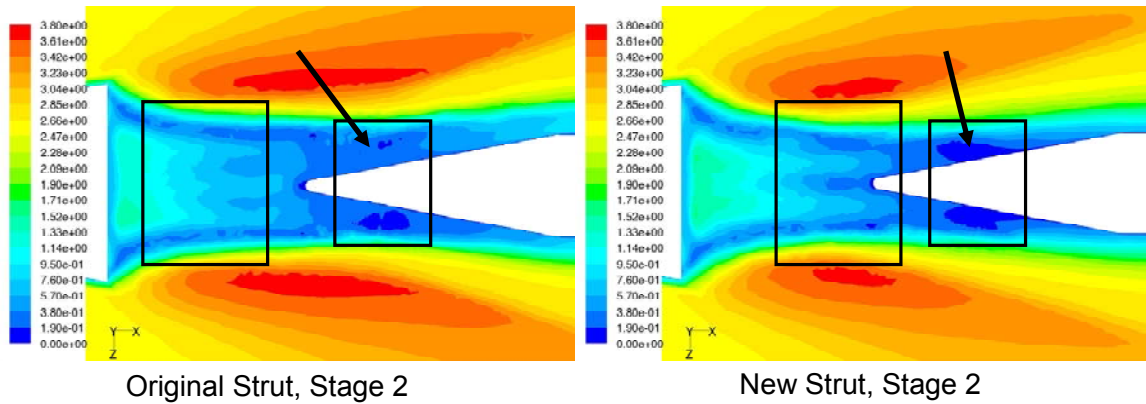 3.80e+00
3.61e+00
3.42e+00
3.23e+00
3.04e+00
2.85e+00
2.66e+00
2.47e+00
2.28e+00
2.09e+00
1.90e+00
1.71e+00
1.52e+00
1.33e+00
1.14e+00
9.50e-01
7.60e-01
5.70e-01
3.80e-01
1.90e-01
0.00e+00
Y X
Z
Original Strut, Stage 2
3.80e+00
3.61e+00
3.42e+00
3.23e+00
3.04e+00
2.85e+00
2.66e+00
2.47e+00
2.28e+00
2.09e+00
1.90e+00
1.71e+00
1.52e+00
1.33e+00
1.14e+00
9.50e-01
7.60e-01
5.70e-01
3.80e-01
1.90e-01
0.00e+00
Y X
Z
New Strut, Stage 2